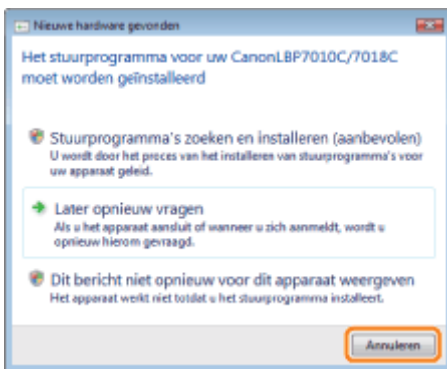 Nieuwe hardware gevonden
Het stuurprogramma voor uw CanonLBP7010C/7018C
moet worden geïnstalleerd
Stuurprogramma's zoeken en installeren (aanbevolen)
U wordt door het proces van het installeren van stuurprogramma's voor
uw apparaat geleid.
Later opnieuw vragen
Als u het apparaat aansluit of wanneer u zich aanmeldt, wordt u
opnieuw hierom gevraagd.
Dit bericht niet opnieuw voor dit apparaat weergeven
Het apparaat werkt niet totdat u het stuurprogramma installeert.
Annuleren